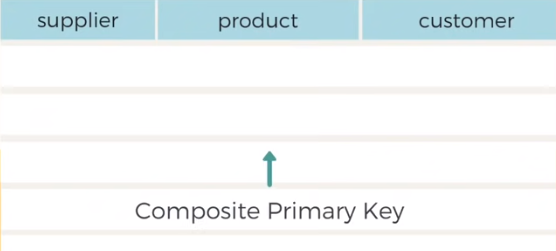 supplier product customer
Composite Primary Key